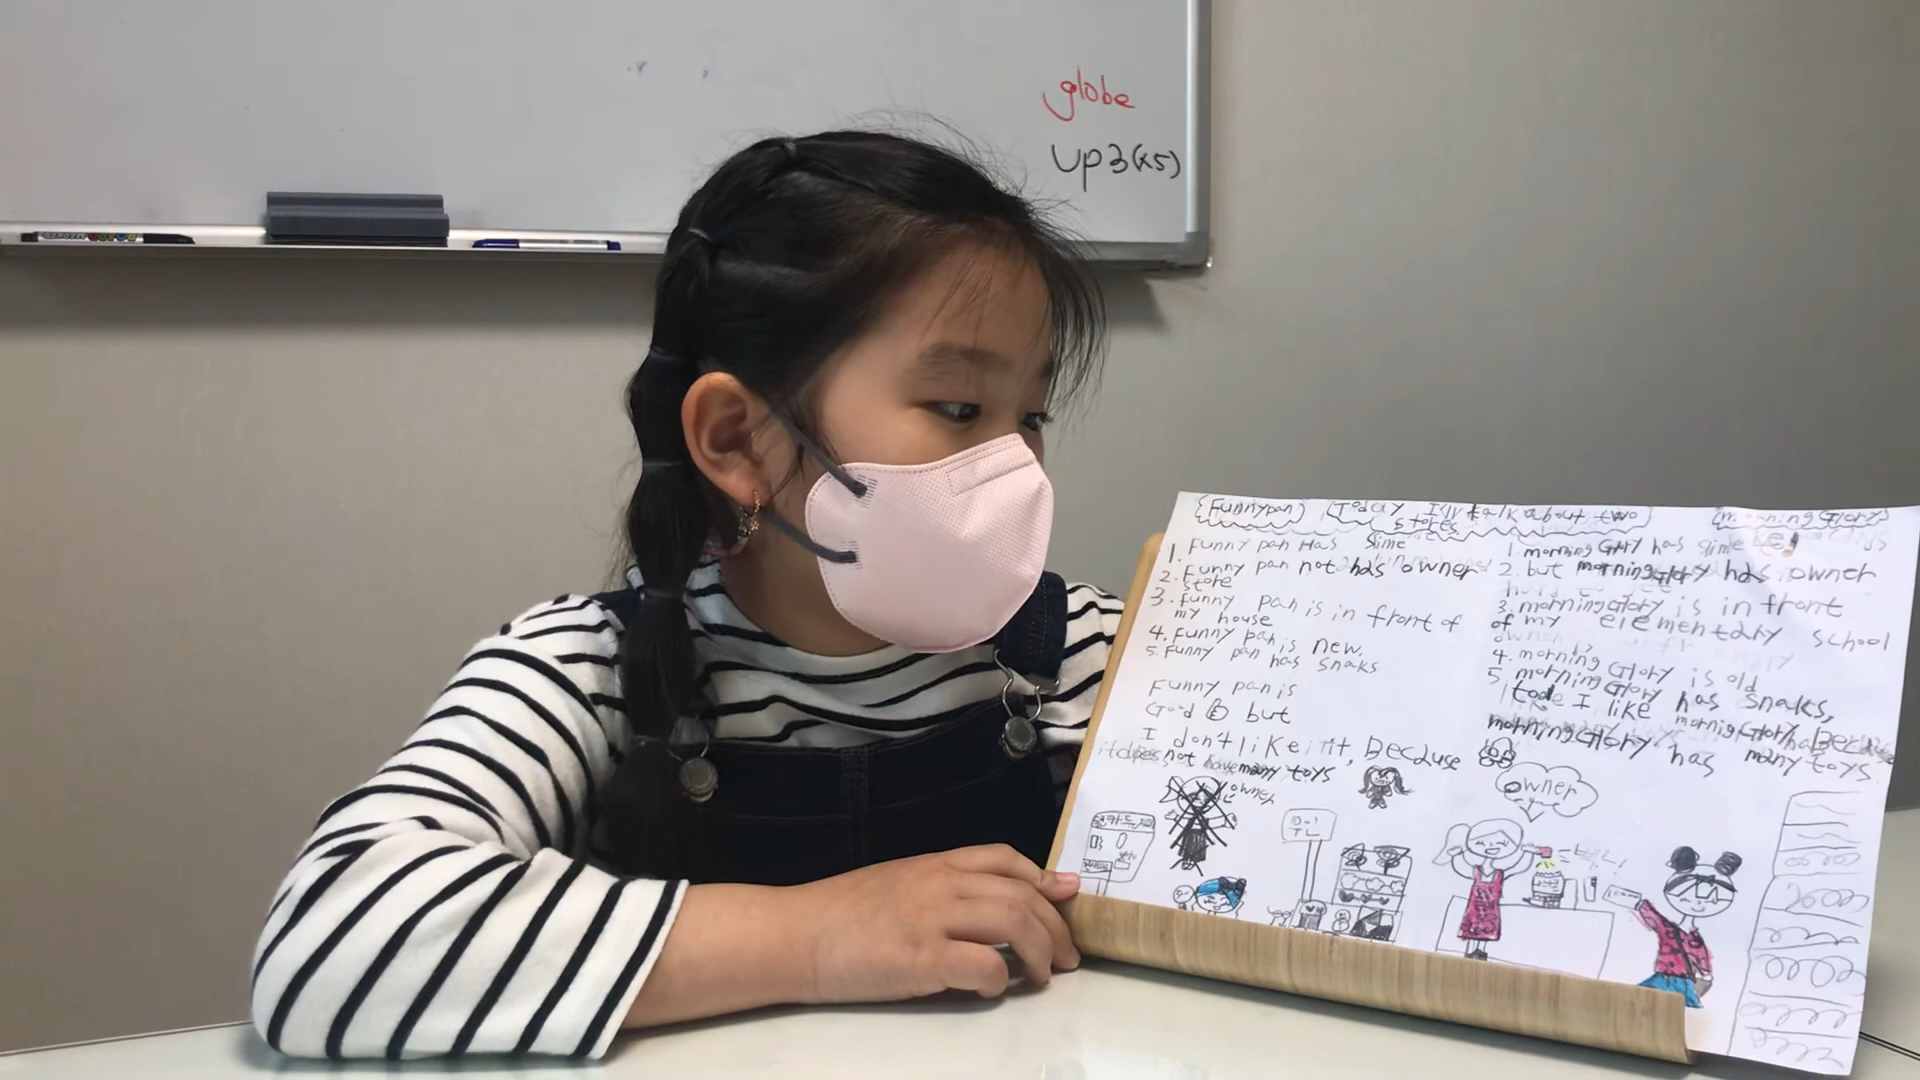 globe
up3(x5)
{Funnypan}
(Today I'll talk about two
stores
{morning Glory}
1. Funny pan Has slime
2. Funny pan not has owner
store
3. funny pan is in front of
my house
4. Funny pan is new.
5. Funny pan has snaks
Funny pan is
Good but
I don't like it, Because
it does not have many toys
1. morning Glory has slime
2. but morning Glory has owner
3. morning Glory is in front
of my elementary school
4. morning Glory is old
5. morning Glory has snaks,
I like morning Glory, Because
morning Glory has many toys.
owner
무인
owner